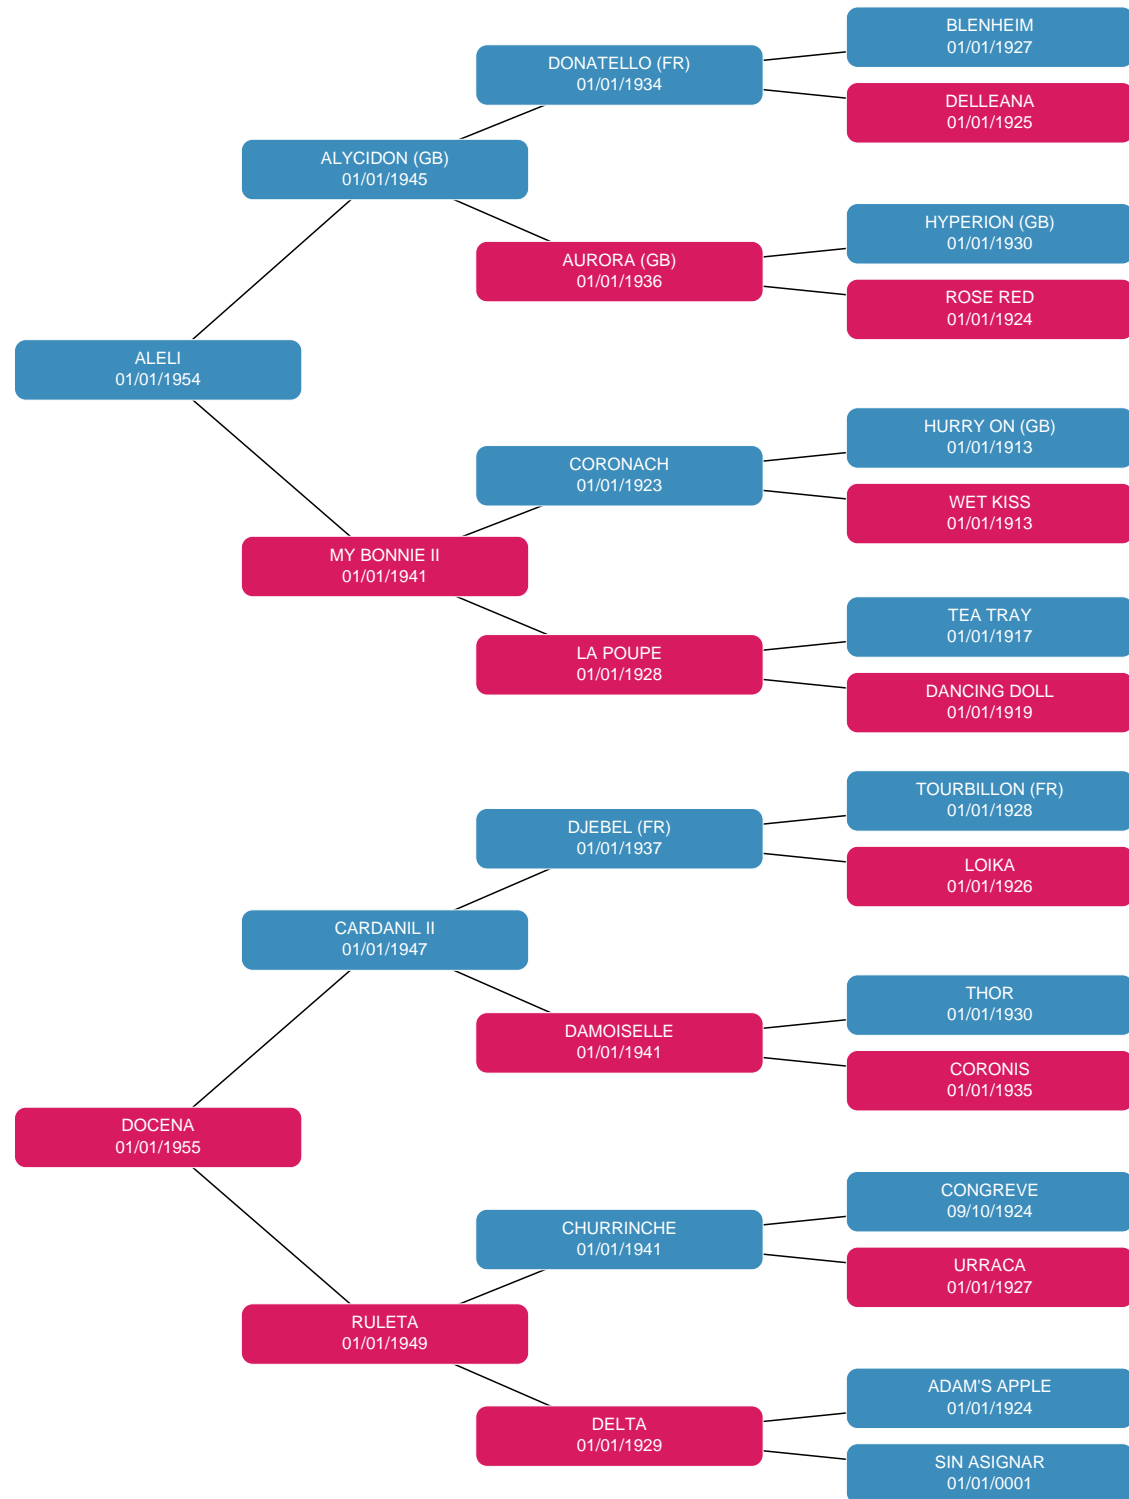 BLENHEIM
01/01/1927
DONATELLO (FR)
01/01/1934
DELLEANA
01/01/1925
ALYCIDON (GB)
01/01/1945
HYPERION (GB)
01/01/1930
AURORA (GB)
01/01/1936
ROSE RED
01/01/1924
ALELI
01/01/1954
HURRY ON (GB)
01/01/1913
CORONACH
01/01/1923
WET KISS
01/01/1913
MY BONNIE II
01/01/1941
TEA TRAY
01/01/1917
LA POUPE
01/01/1928
DANCING DOLL
01/01/1919
TOURBILLON (FR)
01/01/1928
DJEBEL (FR)
01/01/1937
LOIKA
01/01/1926
CARDANIL II
01/01/1947
THOR
01/01/1930
DAMOISELLE
01/01/1941
CORONIS
01/01/1935
DOCENA
01/01/1955
CONGREVE
09/10/1924
CHURRINCHE
01/01/1941
URRACA
01/01/1927
RULETA
01/01/1949
ADAM'S APPLE
01/01/1924
DELTA
01/01/1929
SIN ASIGNAR
01/01/0001